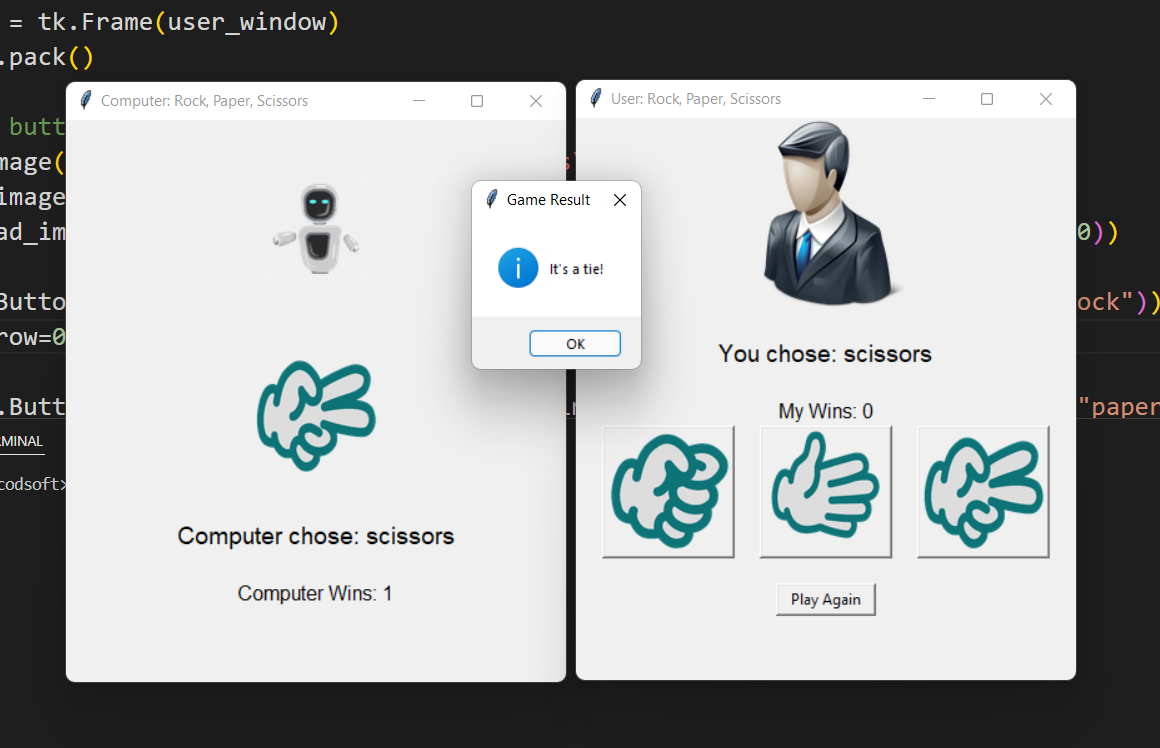 = tk.Frame(user_window)
.pack()
Computer: Rock, Paper, Scissors
User: Rock, Paper, Scissors
butt
mage(
image
ad_im
0))
Game Result
It's a tie!
OK
Butto
ock"))
row=0
You chose: scissors
My Wins: 0
.Butt
"paper
RMINAL
codsoft>
Computer chose: scissors
Computer Wins: 1
Play Again